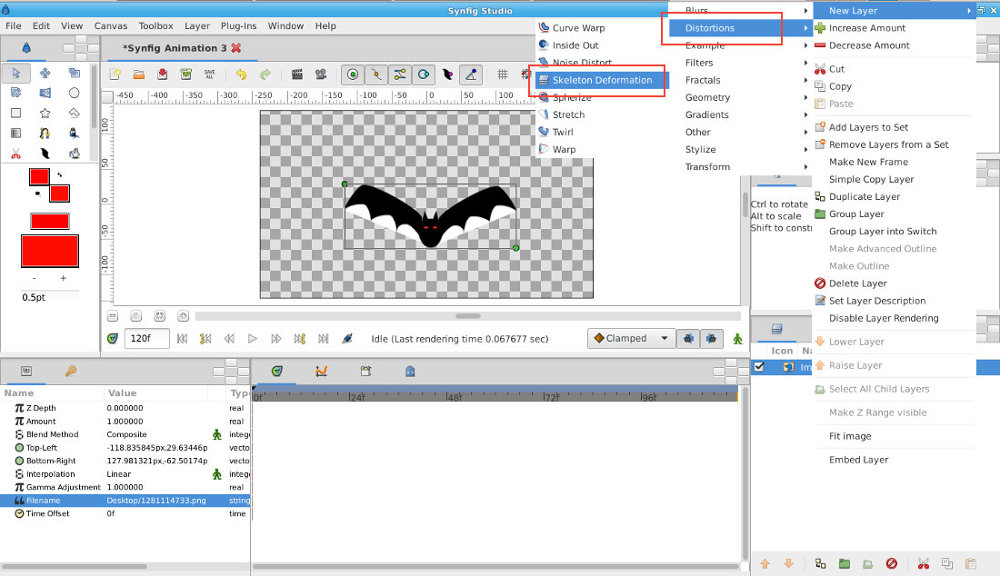 Synfig Studio
File Edit View Canvas Toolbox Layer Plug-Ins Window Help
*Synfig Animation 3
SAVE ALL
-450 -100 -350 -300 -250 -200 -150 -100 -50 0 50 100
100
50
0
-50
-100
0.5pt
- +
120f
Idle (Last rendering time 0.067677 sec)
Clamped
Curve Warp
Inside Out
Noise Distort
Skeleton Deformation
Spherize
Stretch
Twirl
Warp
Blurs
Distortions
Example
Filters
Fractals
Geometry
Gradients
Other
Stylize
Transform
New Layer
Increase Amount
Decrease Amount
Cut
Copy
Paste
Add Layers to Set
Remove Layers from a Set
Make New Frame
Simple Copy Layer
Duplicate Layer
Group Layer
Group Layer into Switch
Make Advanced Outline
Make Outline
Delete Layer
Set Layer Description
Disable Layer Rendering
Lower Layer
Raise Layer
Select All Child Layers
Make Z Range visible
Fit image
Embed Layer
Ctrl to rotate
Alt to scale
Shift to constr
Icon Na
Im
Name Value Type
Z Depth 0.000000 real
Amount 1.000000 real
Blend Method Composite intege
Top-Left -118.835845px,29.63446p vecto
Bottom-Right 127.981321px,-62.50174p vecto
Interpolation Linear intege
Gamma Adjustment 1.000000 real
Filename Desktop/1281114733.png string
Time Offset 0f time
0f 24f 48f 72f 96f